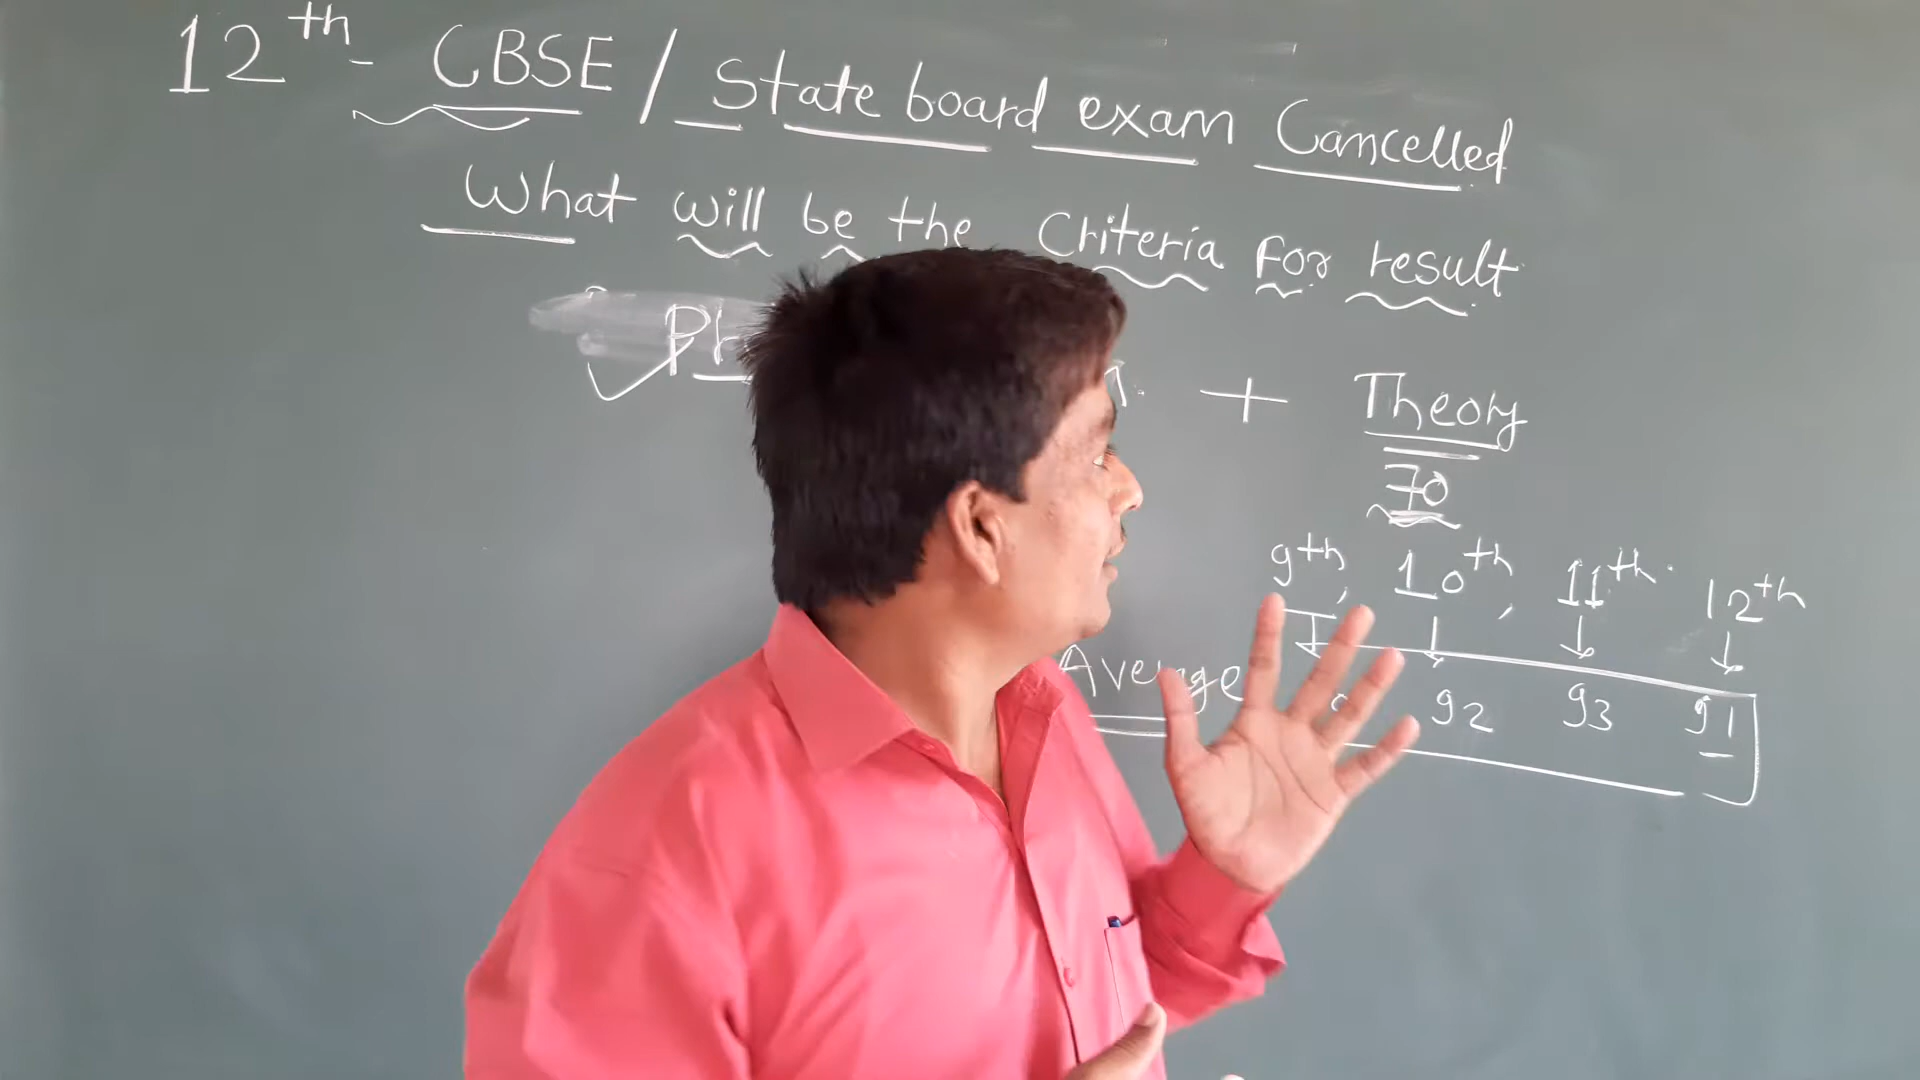 12th - CBSE / State board exam Cancelled
What will be the Criteria for result
+ Theory
70
9th, 10th, 11th 12th
Average 92 93 91